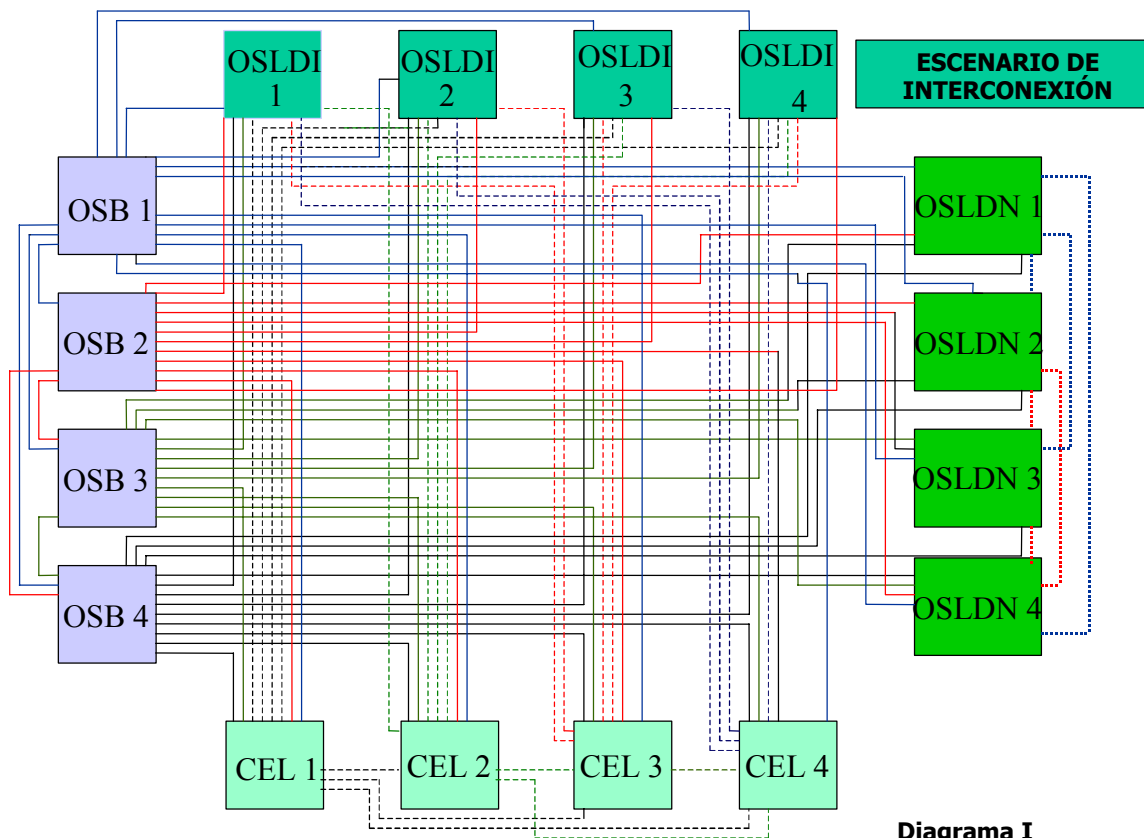 OSLDI
1
OSLDI
2
OSLDI
3
OSLDI
4
ESCENARIO DE
INTERCONEXIÓN
OSB 1
OSB 2
OSB 3
OSB 4
OSLDN 1
OSLDN 2
OSLDN 3
OSLDN 4
CEL 1
CEL 2
CEL 3
CEL 4
Diagrama I